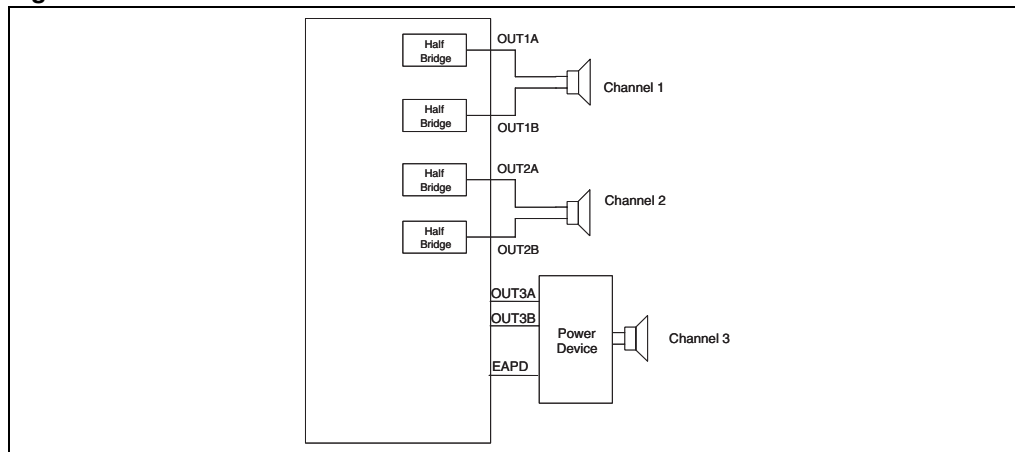 Half
Bridge
OUT1A
Channel 1
Half
Bridge
OUT1B
Half
Bridge
OUT2A
Channel 2
Half
Bridge
OUT2B
OUT3A
OUT3B
Power
Device
Channel 3
EAPD